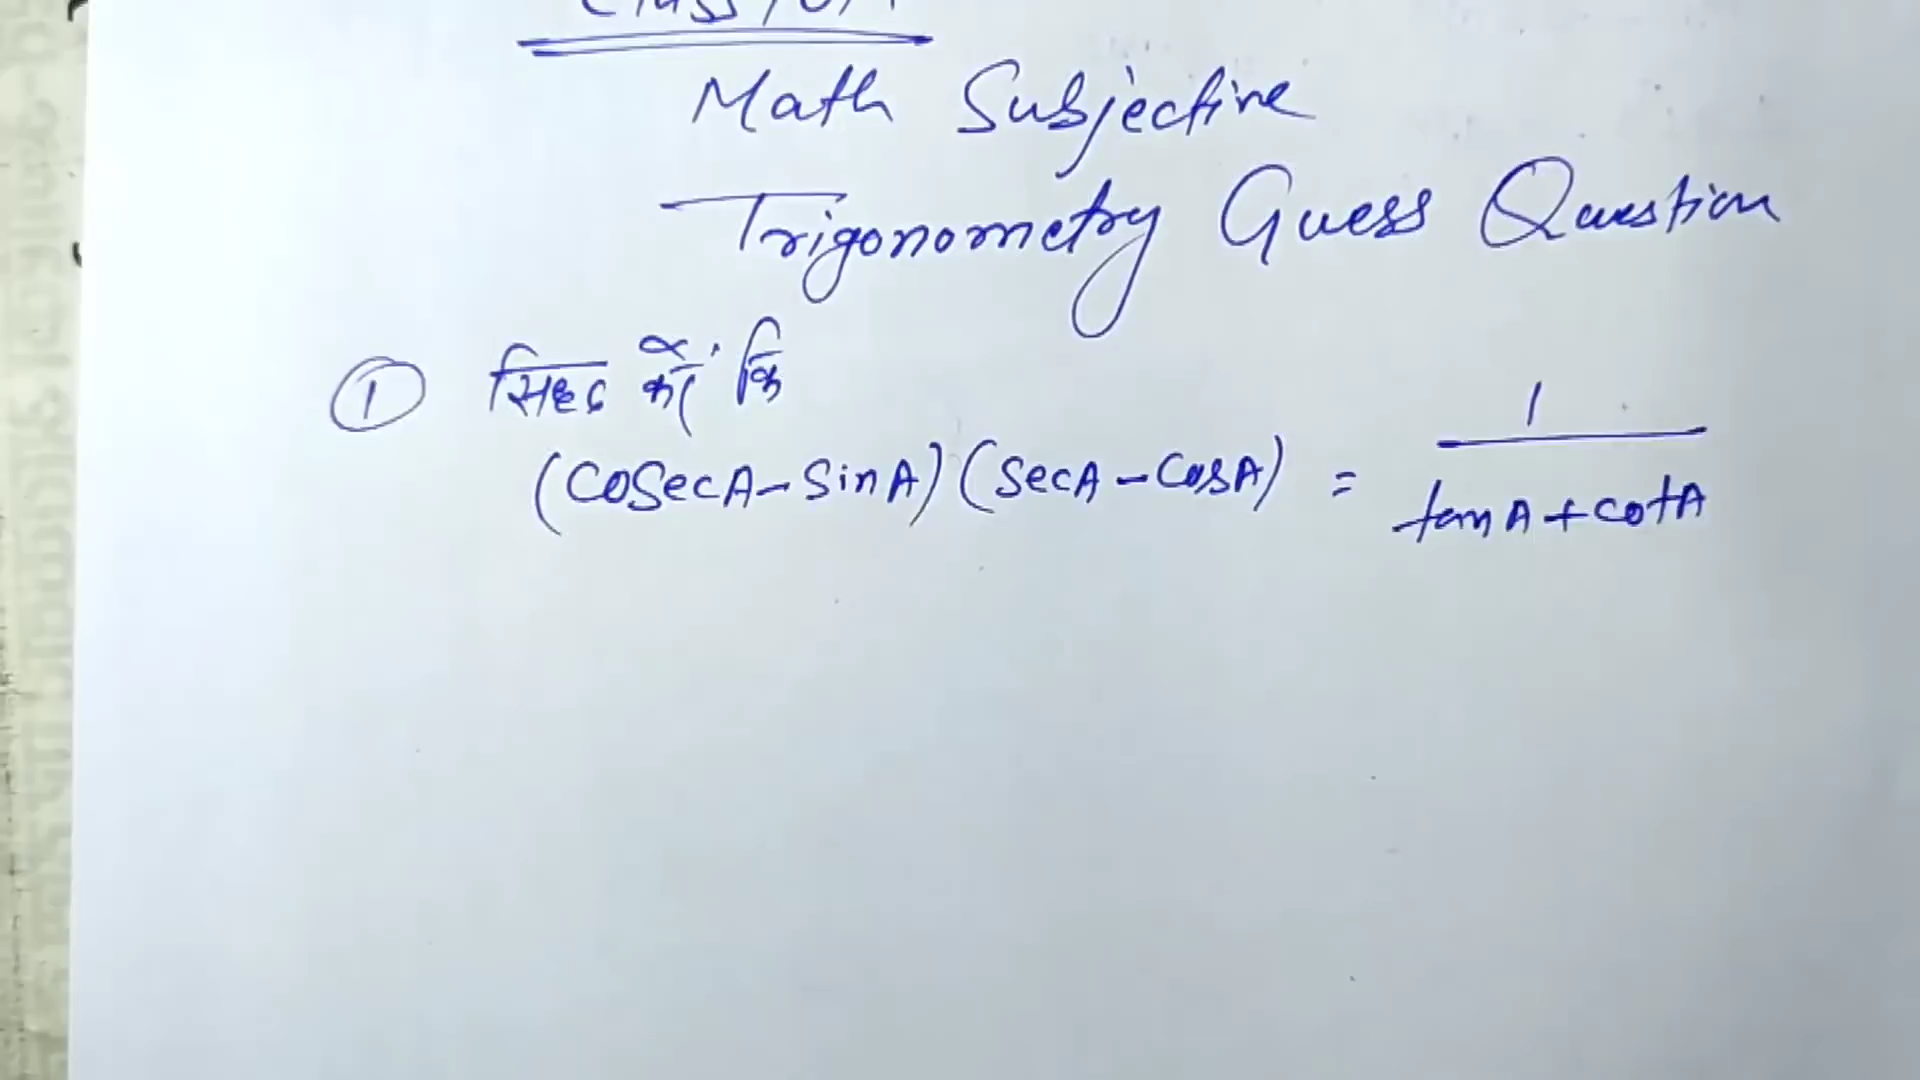 Math Subjective
Trigonometry Guess Question
① सिद्ध करें कि
(CosecA-SinA)(SecA-CosA) = 1/(tanA+cotA)